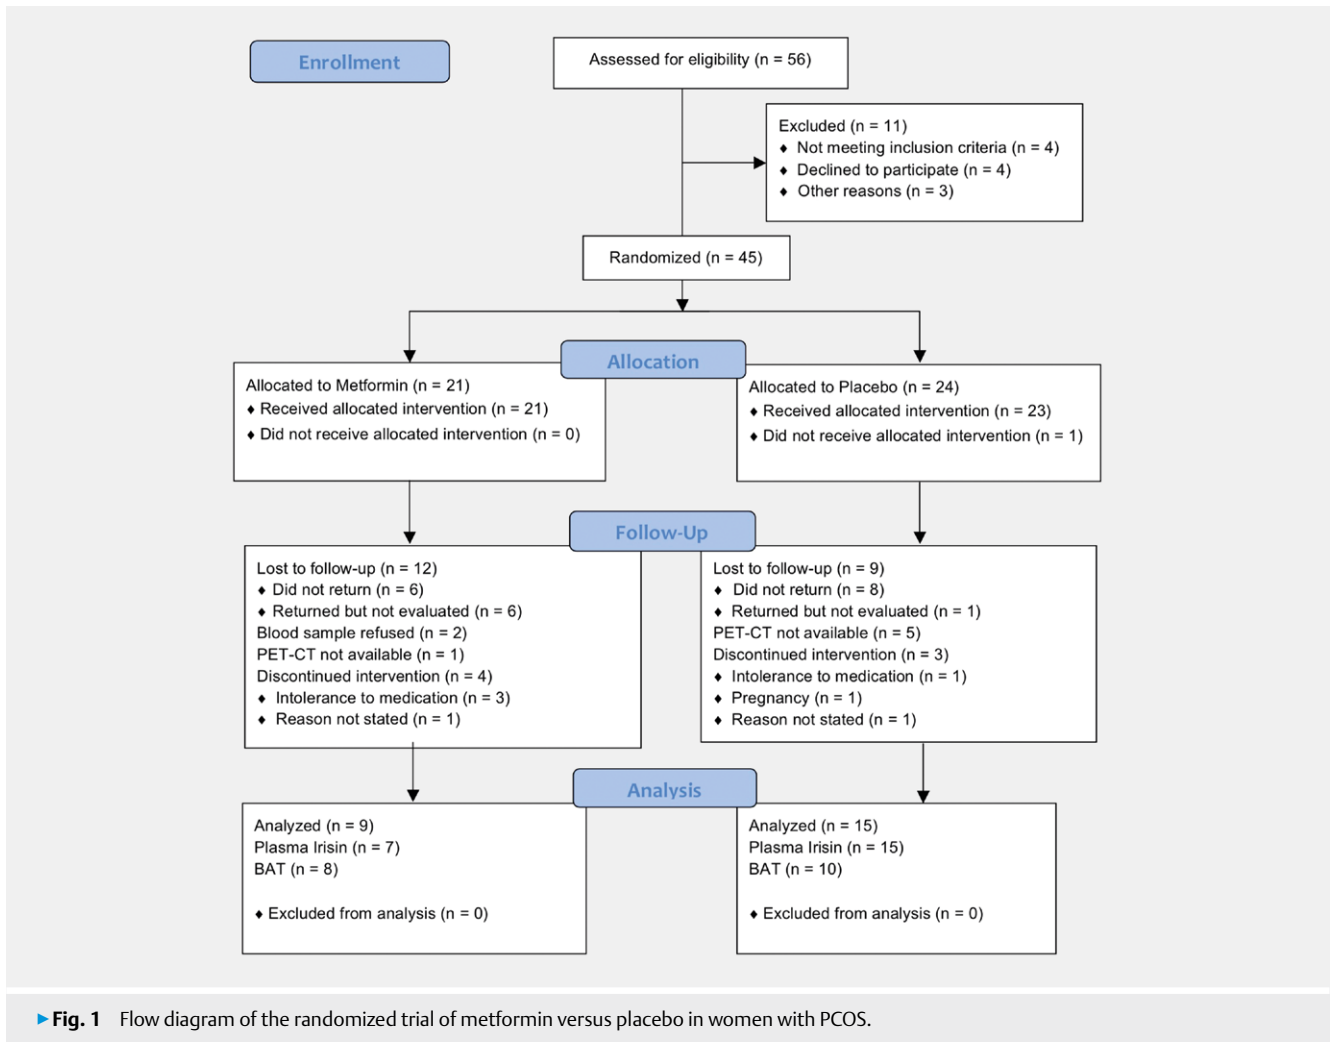 Enrollment
Assessed for eligibility (n = 56)
Excluded (n = 11)
♦ Not meeting inclusion criteria (n = 4)
♦ Declined to participate (n = 4)
♦ Other reasons (n = 3)
Randomized (n = 45)
Allocation
Allocated to Metformin (n = 21)
♦ Received allocated intervention (n = 21)
♦ Did not receive allocated intervention (n = 0)
Allocated to Placebo (n = 24)
♦ Received allocated intervention (n = 23)
♦ Did not receive allocated intervention (n = 1)
Follow-Up
Lost to follow-up (n = 12)
♦ Did not return (n = 6)
♦ Returned but not evaluated (n = 6)
Blood sample refused (n = 2)
PET-CT not available (n = 1)
Discontinued intervention (n = 4)
♦ Intolerance to medication (n = 3)
♦ Reason not stated (n = 1)
Lost to follow-up (n = 9)
♦ Did not return (n = 8)
♦ Returned but not evaluated (n = 1)
PET-CT not available (n = 5)
Discontinued intervention (n = 3)
♦ Intolerance to medication (n = 1)
♦ Pregnancy (n = 1)
♦ Reason not stated (n = 1)
Analysis
Analyzed (n = 9)
Plasma Irisin (n = 7)
BAT (n = 8)
♦ Excluded from analysis (n = 0)
Analyzed (n = 15)
Plasma Irisin (n = 15)
BAT (n = 10)
♦ Excluded from analysis (n = 0)
►Fig. 1 Flow diagram of the randomized trial of metformin versus placebo in women with PCOS.